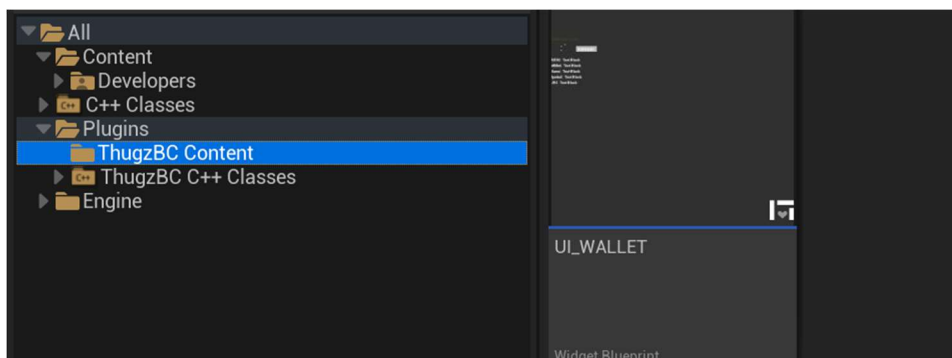 All
Content
Developers
C++ Classes
Plugins
ThugzBC Content
ThugzBC C++ Classes
Engine
UI_WALLET
Widget Blueprint